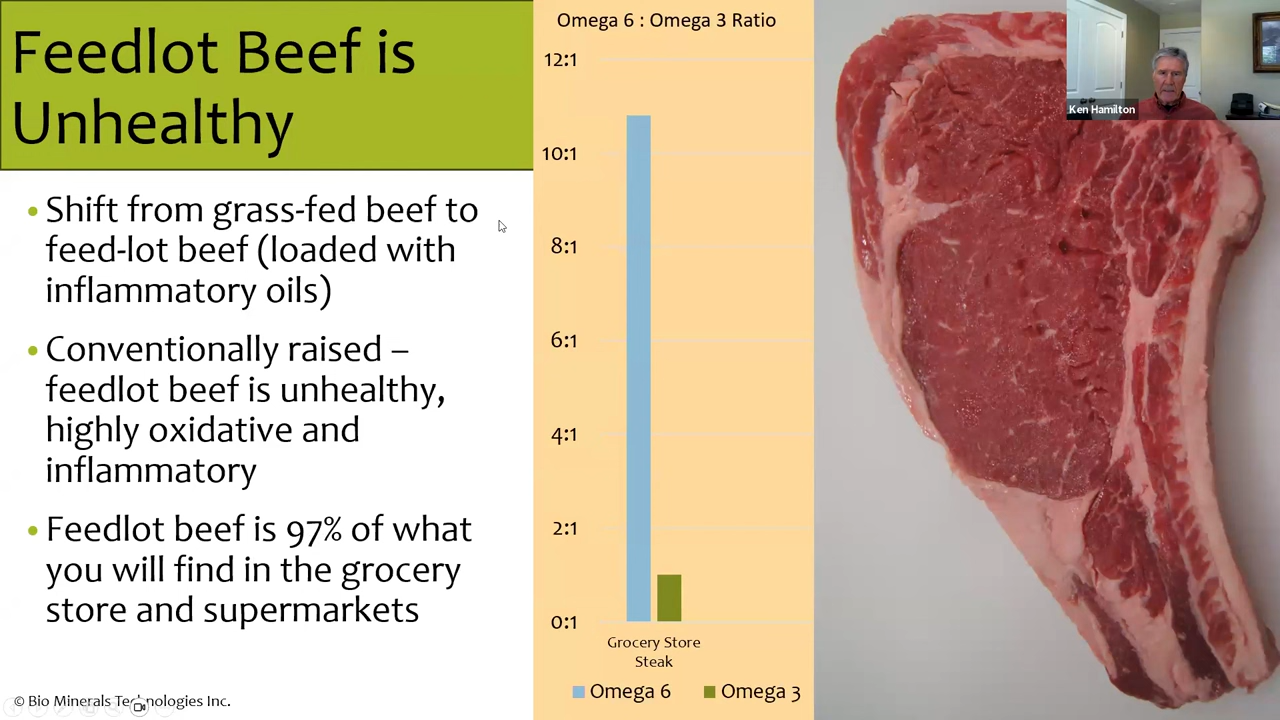 Feedlot Beef is
Unhealthy
• Shift from grass-fed beef to
feed-lot beef (loaded with
inflammatory oils)
• Conventionally raised –
feedlot beef is unhealthy,
highly oxidative and
inflammatory
• Feedlot beef is 97% of what
you will find in the grocery
store and supermarkets
© Bio Minerals Technologies Inc.
Omega 6 : Omega 3 Ratio
12:1
10:1
8:1
6:1
4:1
2:1
0:1
Grocery Store
Steak
Omega 6 Omega 3
Ken Hamilton